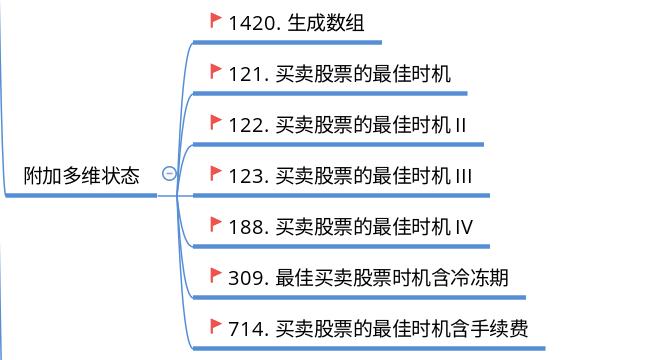 1420. 生成数组
121. 买卖股票的最佳时机
122. 买卖股票的最佳时机 II
附加多维状态
123. 买卖股票的最佳时机 III
188. 买卖股票的最佳时机 IV
309. 最佳买卖股票时机含冷冻期
714. 买卖股票的最佳时机含手续费